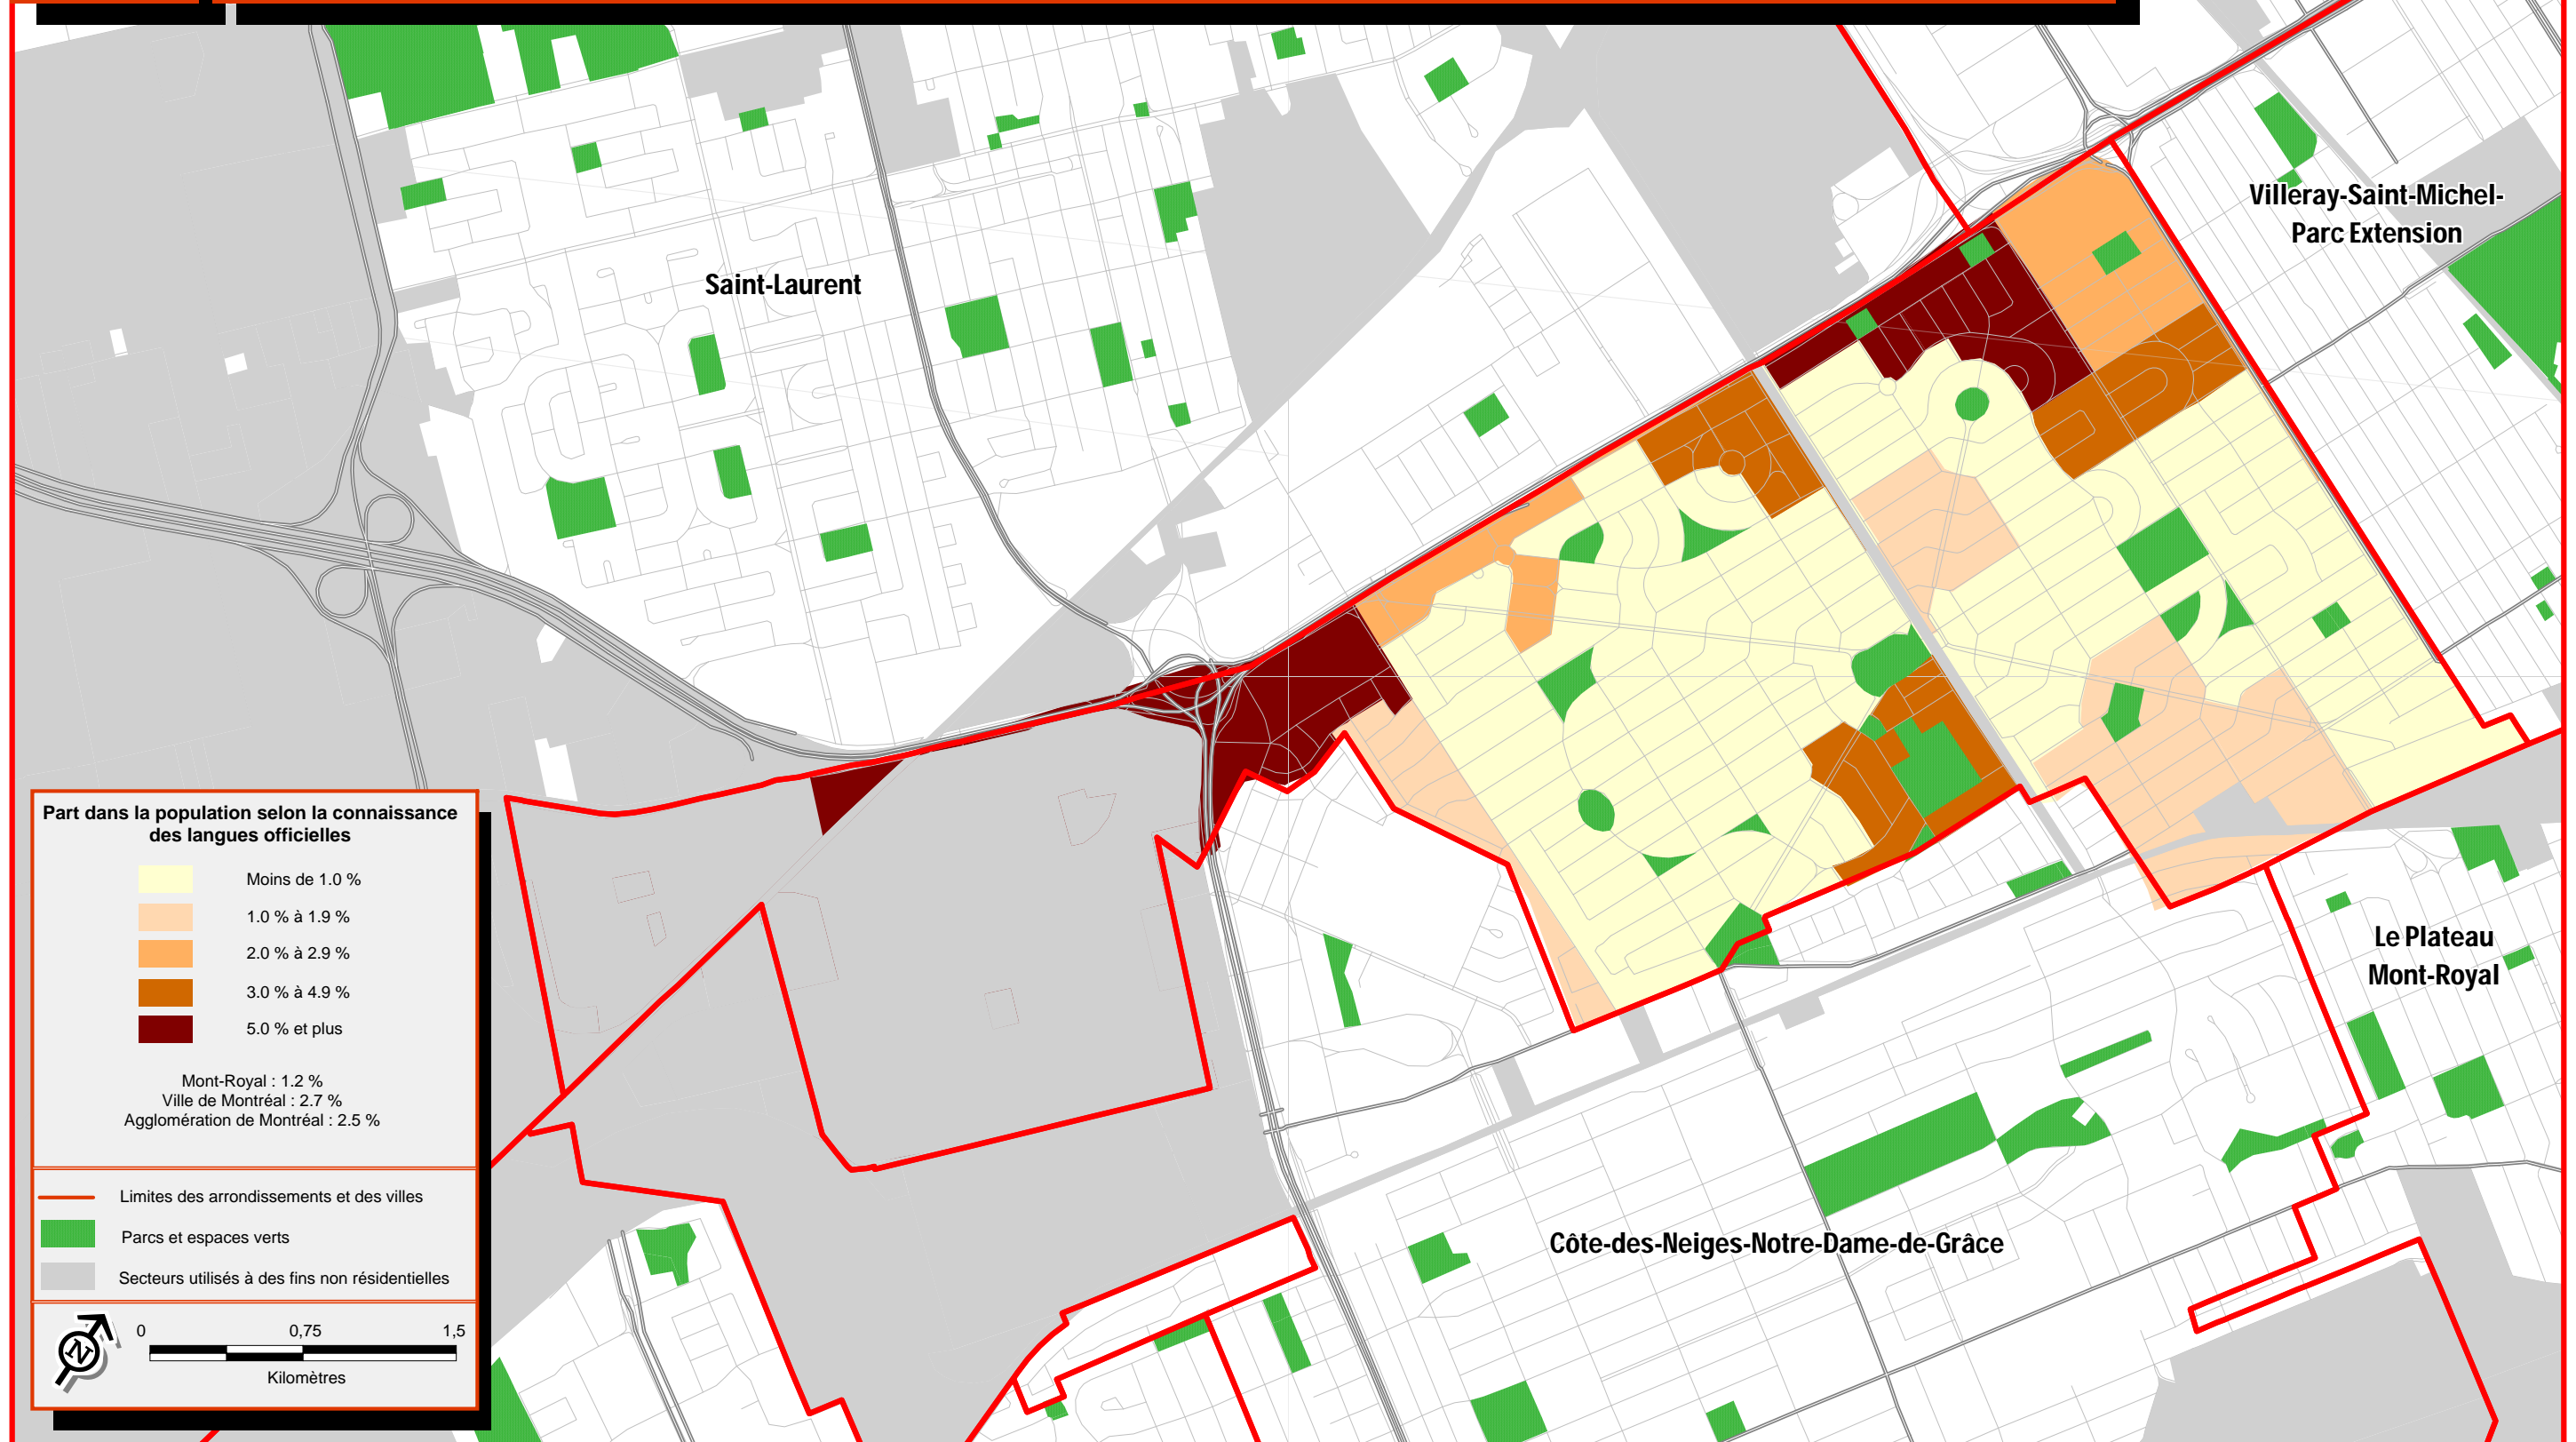 Villeray-Saint-Michel-
Parc Extension
Saint-Laurent
Le Plateau
Mont-Royal
Côte-des-Neiges-Notre-Dame-de-Grâce
Part dans la population selon la connaissance
des langues officielles
Moins de 1.0 %
1.0 % à 1.9 %
2.0 % à 2.9 %
3.0 % à 4.9 %
5.0 % et plus
Mont-Royal : 1.2 %
Ville de Montréal : 2.7 %
Agglomération de Montréal : 2.5 %
Limites des arrondissements et des villes
Parcs et espaces verts
Secteurs utilisés à des fins non résidentielles
N
0 0,75 1,5
Kilomètres